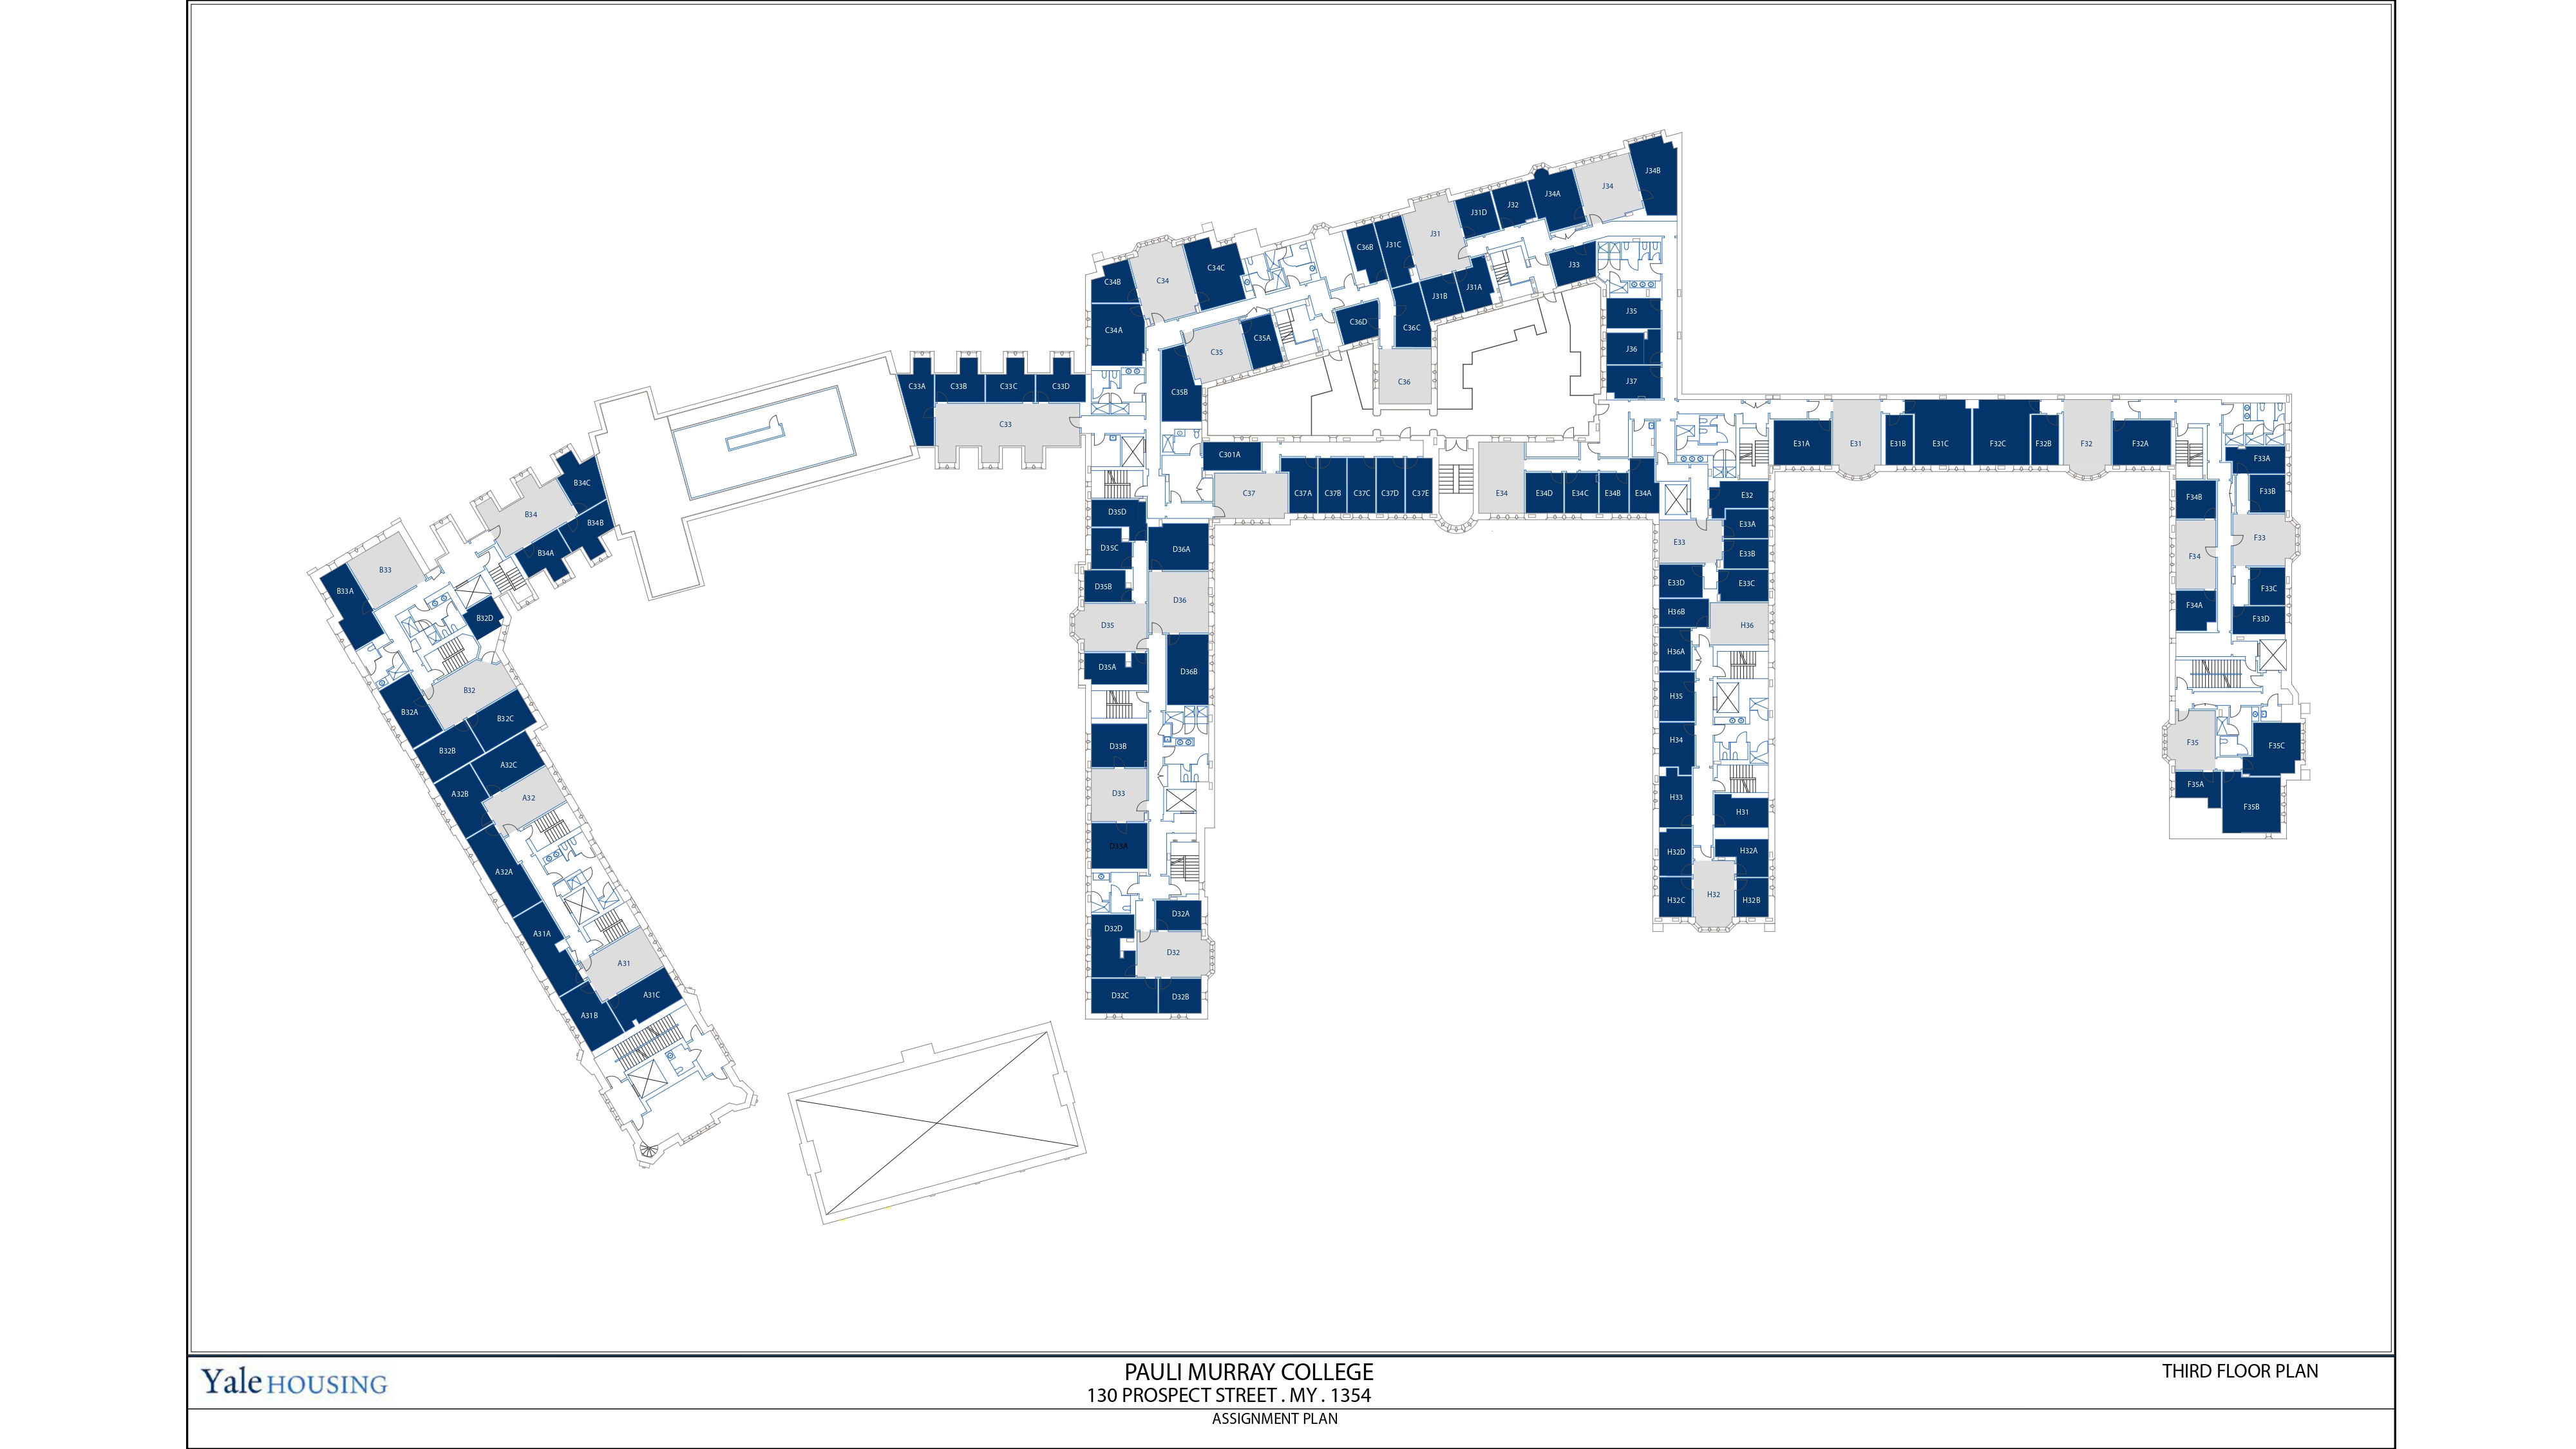 J34B
J34
J34A
J32
J31D
J31
J31C
C36B
J33
J31A
J31B
C36C
C36D
C36
J35
J36
J37
C34C
C34
C34B
C34A
C35
C35A
C35B
C33A
C33B
C33C
C33D
C33
C301A
C37
C37A
C37B
C37C
C37D
C37E
E34
E34D
E34C
E34B
E34A
E31A
E31
E31B
E31C
F32C
F32B
F32
F32A
F33A
F33B
F33
F33C
F33D
F34B
F34
F34A
F35
F35C
F35A
F35B
E32
E33A
E33
E33B
E33D
E33C
H36B
H36
H36A
H35
H34
H33
H31
H32D
H32A
H32C
H32
H32B
B34C
B34
B34B
B34A
B33
B33A
B32D
B32
B32A
B32C
B32B
A32C
A32B
A32
A32A
A31A
A31
A31C
A31B
D35D
D35C
D36A
D35B
D36
D35
D35A
D36B
D33B
D33
D33A
D32A
D32D
D32
D32C
D32B
Yale HOUSING
PAULI MURRAY COLLEGE
130 PROSPECT STREET . MY . 1354
THIRD FLOOR PLAN
ASSIGNMENT PLAN